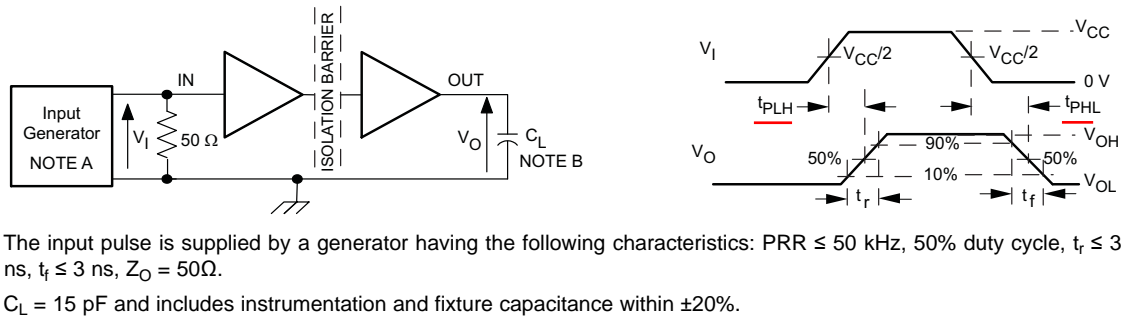 Input
Generator
NOTE A
V_I
IN
50 Ω
ISOLATION BARRIER
OUT
V_O
C_L
NOTE B
V_I
V_CC/2
V_CC/2
V_CC
0 V
t_PLH
t_PHL
V_O
50%
90%
10%
50%
V_OH
V_OL
t_r
t_f
The input pulse is supplied by a generator having the following characteristics: PRR ≤ 50 kHz, 50% duty cycle, t_r ≤ 3
ns, t_f ≤ 3 ns, Z_O = 50Ω.
C_L = 15 pF and includes instrumentation and fixture capacitance within ±20%.